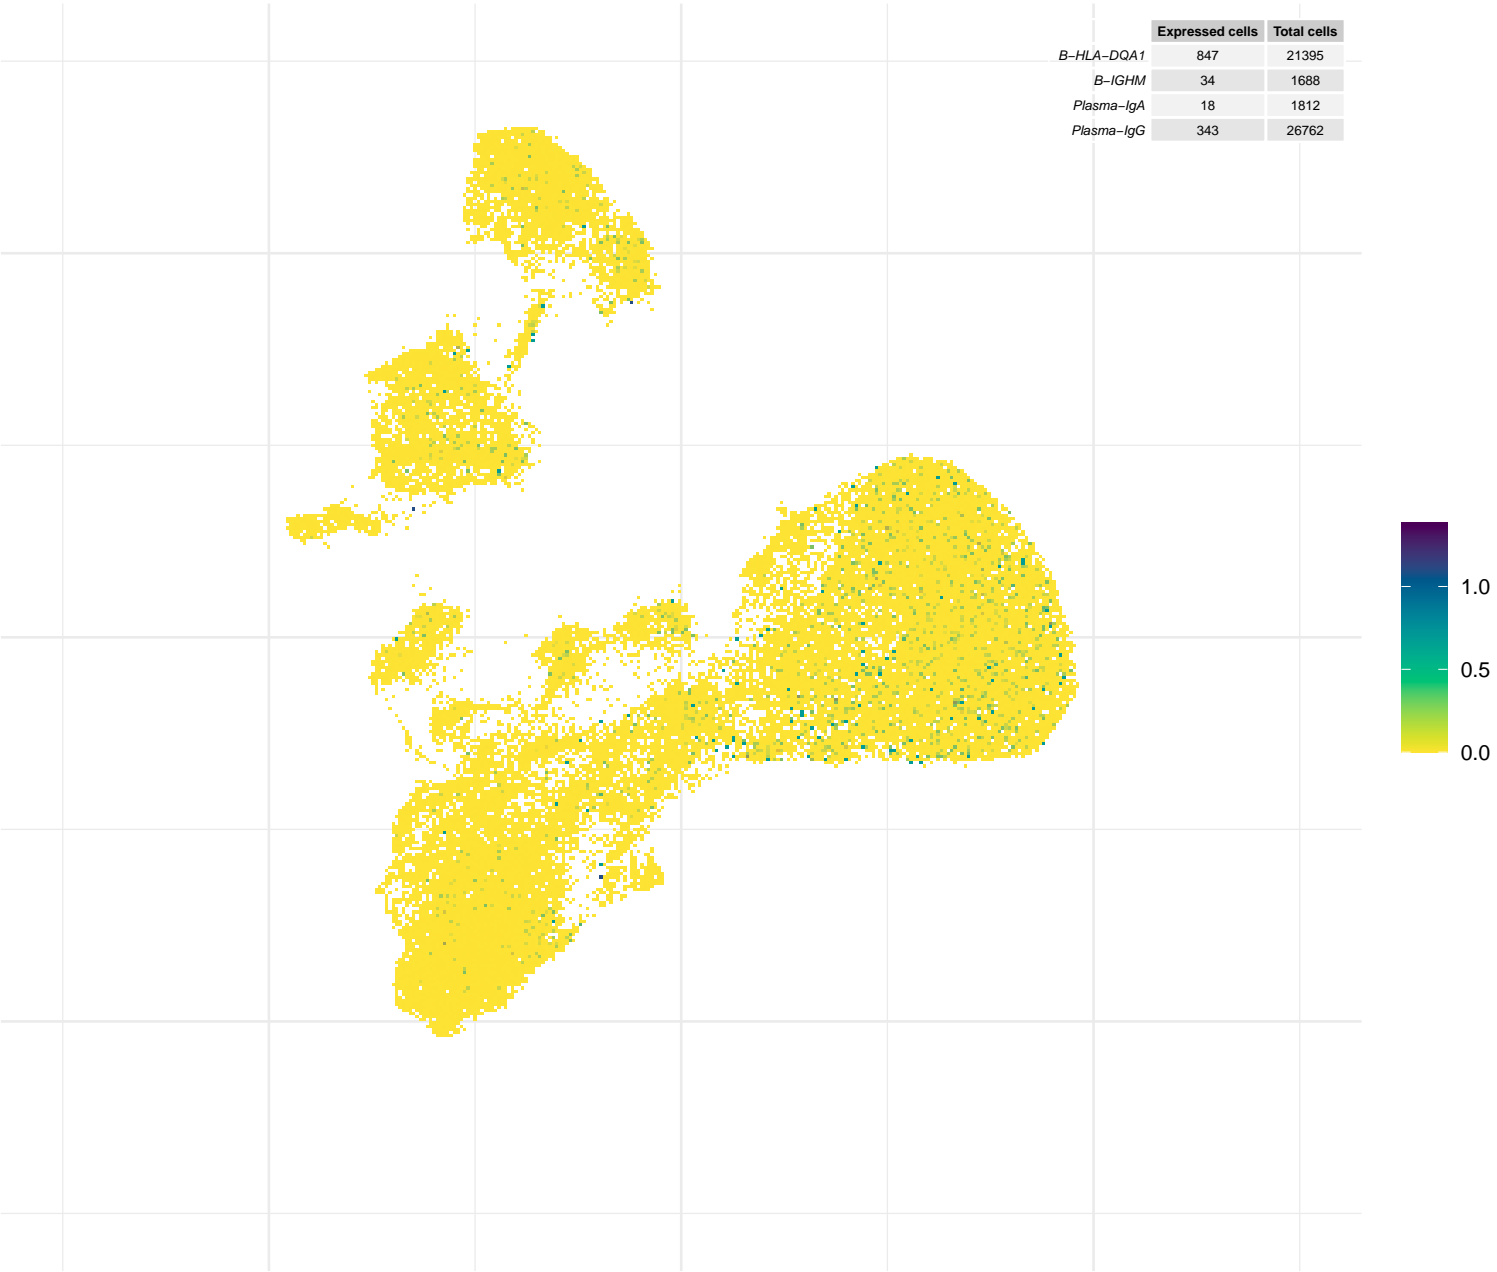 Expressed cells Total cells
B-HLA-DQA1 847 21395
B-IGHM 34 1688
Plasma-IgA 18 1812
Plasma-IgG 343 26762
1.0
0.5
0.0